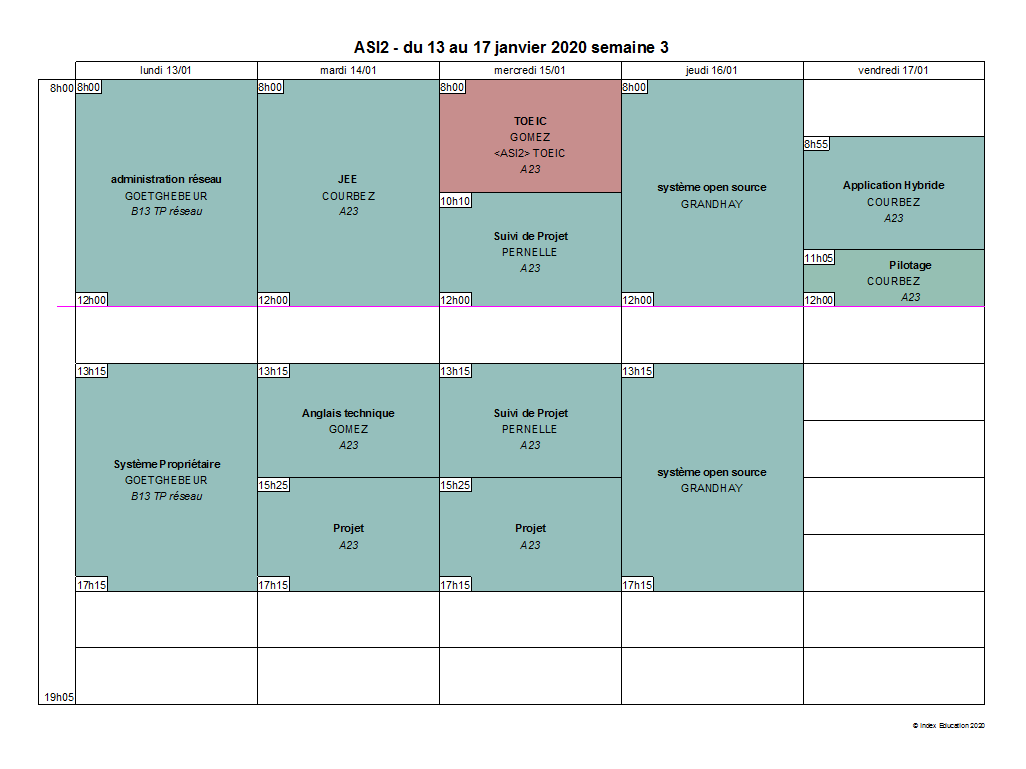 ASI2 - du 13 au 17 janvier 2020 semaine 3
lundi 13/01
mardi 14/01
mercredi 15/01
jeudi 16/01
vendredi 17/01
8h00
8h00
administration réseau
GOETGHEBEUR
B13 TP réseau
12h00
13h15
Système Propriétaire
GOETGHEBEUR
B13 TP réseau
17h15
8h00
JEE
COURBEZ
A23
12h00
13h15
Anglais technique
GOMEZ
A23
15h25
Projet
A23
17h15
8h00
TOEIC
GOMEZ
<ASI2> TOEIC
A23
10h10
Suivi de Projet
PERNELLE
A23
12h00
13h15
Suivi de Projet
PERNELLE
A23
15h25
Projet
A23
17h15
8h00
système open source
GRANDHAY
12h00
13h15
système open source
GRANDHAY
17h15
8h55
Application Hybride
COURBEZ
A23
11h05
Pilotage
COURBEZ
A23
12h00
19h05
© Index Education 2020